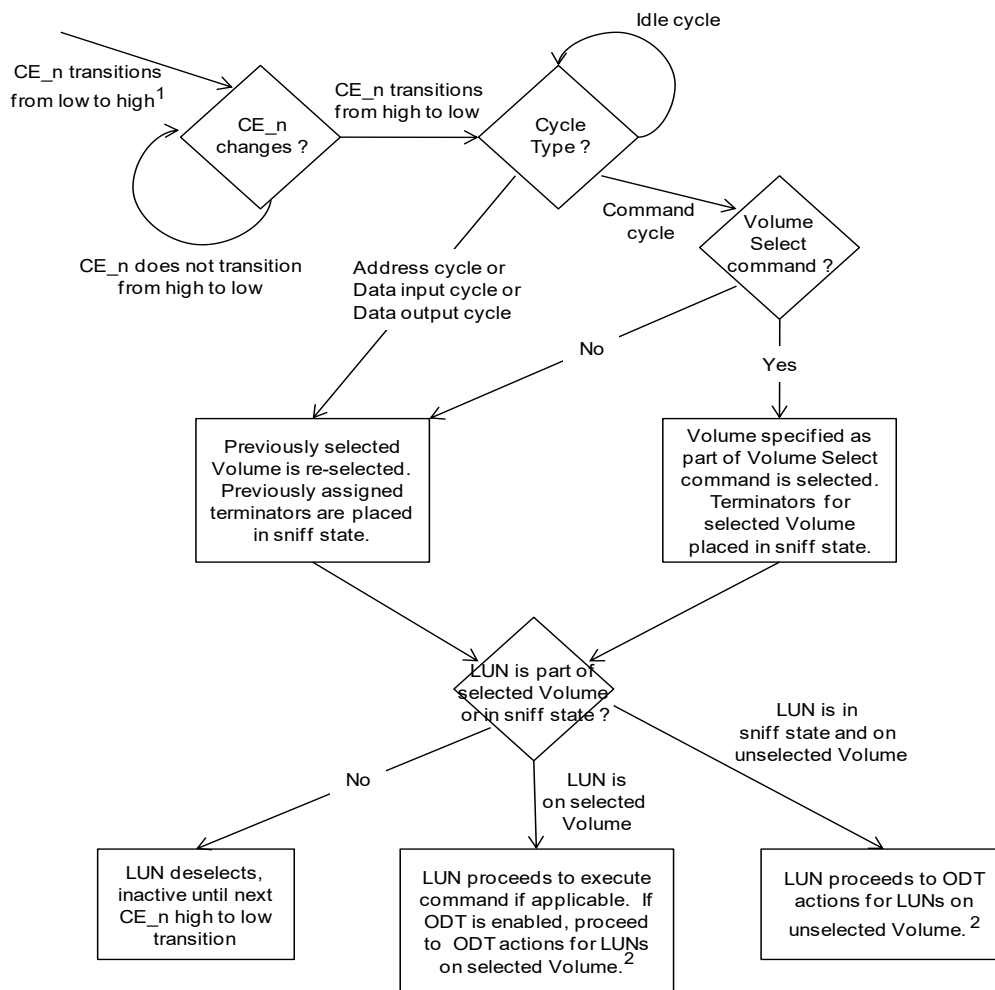 Idle cycle
CE_n transitions
from low to high1
CE_n transitions
from high to low
CE_n
changes ?
Cycle
Type ?
Command
cycle
Volume
Select
command ?
CE_n does not transition
from high to low
Address cycle or
Data input cycle or
Data output cycle
No
Yes
Previously selected
Volume is re-selected.
Previously assigned
terminators are placed
in sniff state.
Volume specified as
part of Volume Select
command is selected.
Terminators for
selected Volume
placed in sniff state.
LUN is part of
selected Volume
or in sniff state ?
LUN is in
sniff state and on
unselected Volume
No
LUN is
on selected
Volume
LUN deselects,
inactive until next
CE_n high to low
transition
LUN proceeds to execute
command if applicable. If
ODT is enabled, proceed
to ODT actions for LUNs
on selected Volume.2
LUN proceeds to ODT
actions for LUNs on
unselected Volume.2